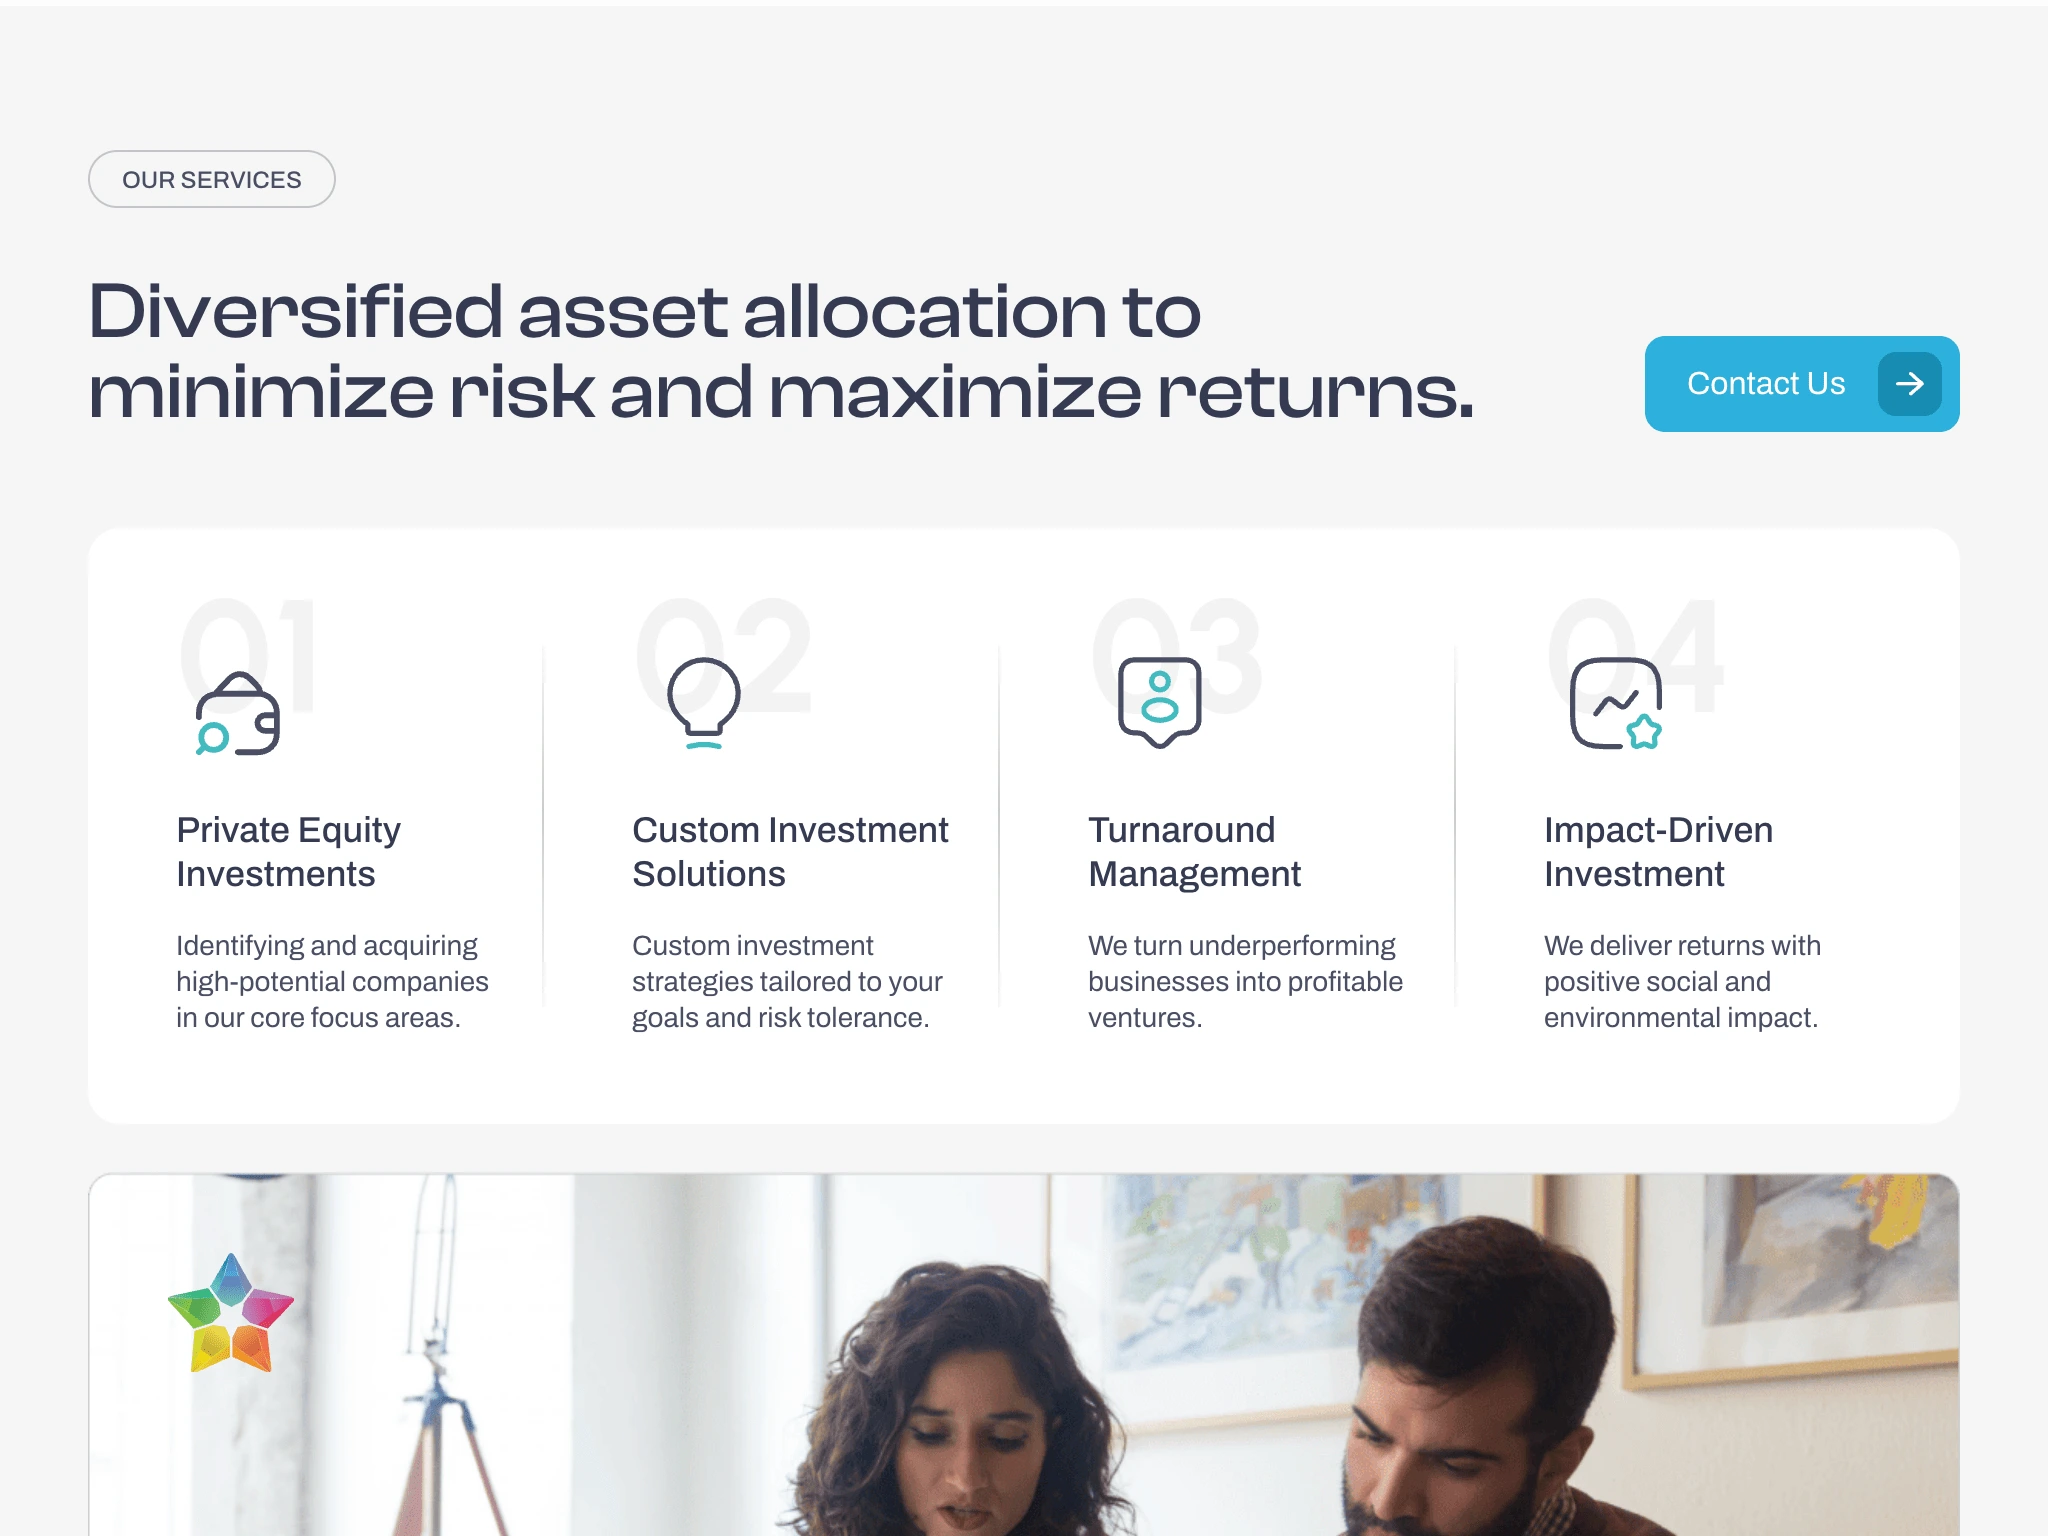 OUR SERVICES
Diversified asset allocation to
minimize risk and maximize returns.
Contact Us
01
02
03
04
Private Equity
Investments
Custom Investment
Solutions
Turnaround
Management
Impact-Driven
Investment
Identifying and acquiring
high-potential companies
in our core focus areas.
Custom investment
strategies tailored to your
goals and risk tolerance.
We turn underperforming
businesses into profitable
ventures.
We deliver returns with
positive social and
environmental impact.